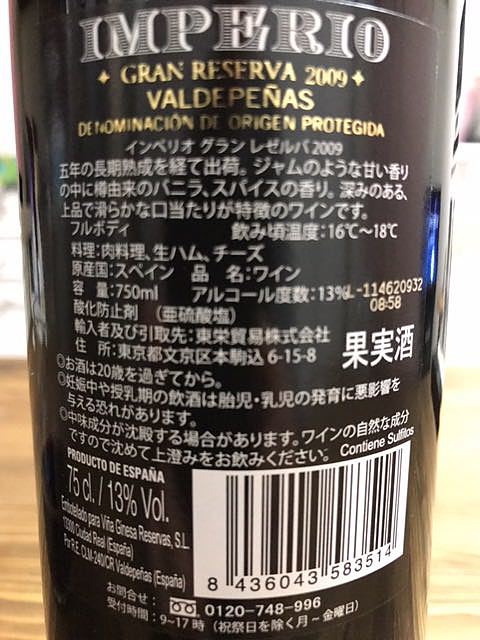 IMPERIO
GRAN RESERVA 2009
VALDEPEÑAS
DENOMINACIÓN DE ORIGEN PROTEGIDA
インペリオ グラン レゼルバ 2009
五年の長期熟成を経て出荷。ジャムのような甘い香り
の中に樽由来のバニラ、スパイスの香り。深みのある、
上品で滑らかな口当たりが特徴のワインです。
フルボディ 飲み頃温度：16℃～18℃
料理：肉料理、生ハム、チーズ
原産国：スペイン 品 名：ワイン
容 量：750ml アルコール度数：13%
L-114620932
08:58
酸化防止剤 （亜硫酸塩）
輸入者及び引取先：東栄貿易株式会社
住 所：東京都文京区本駒込 6-15-8
果実酒
◎お酒は20歳を過ぎてから。
◎妊娠中や授乳期の飲酒は胎児・乳児の発育に悪影響を
与える恐れがあります。
◎中味成分が沈殿する場合があります。ワインの自然な成分
ですので沈めて上澄みをお飲みください。 Contiene Sulfitos
PRODUCTO DE ESPAÑA
75 cl. / 13% Vol.
Embotellado para Viña Ginesa Reservas, S.L.
13300 Ciudad Real (España)
Por R.E. CLM-240/CR Valdepeñas (España)
8 436043 583514
お問合せ：
0120-748-996
受付時間：9～17時（祝祭日を除く月～金曜日）